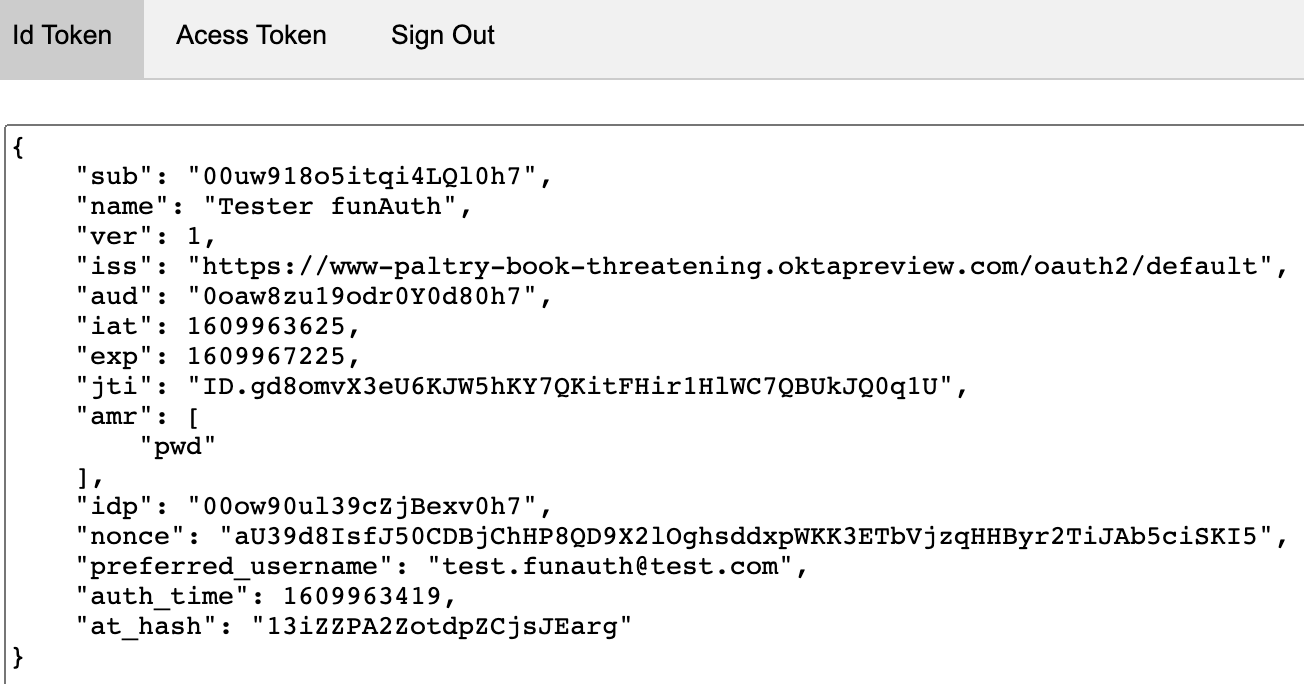 Id Token Acess Token Sign Out
{
    "sub": "00uw918o5itqi4LQl0h7",
    "name": "Tester funAuth",
    "ver": 1,
    "iss": "https://www-paltry-book-threatening.oktapreview.com/oauth2/default",
    "aud": "0oaw8zu19odr0Y0d80h7",
    "iat": 1609963625,
    "exp": 1609967225,
    "jti": "ID.gd8omvX3eU6KJW5hKY7QKitFHir1HlWC7QBUkJQ0q1U",
    "amr": [
        "pwd"
    ],
    "idp": "00ow90ul39cZjBexv0h7",
    "nonce": "aU39d8IsfJ50CDBjChHP8QD9X2lOghsddxpWKK3ETbVjzqHHByr2TiJAb5ciSKI5",
    "preferred_username": "test.funauth@test.com",
    "auth_time": 1609963419,
    "at_hash": "13iZZPA2ZotdpZCjsJEarg"
}